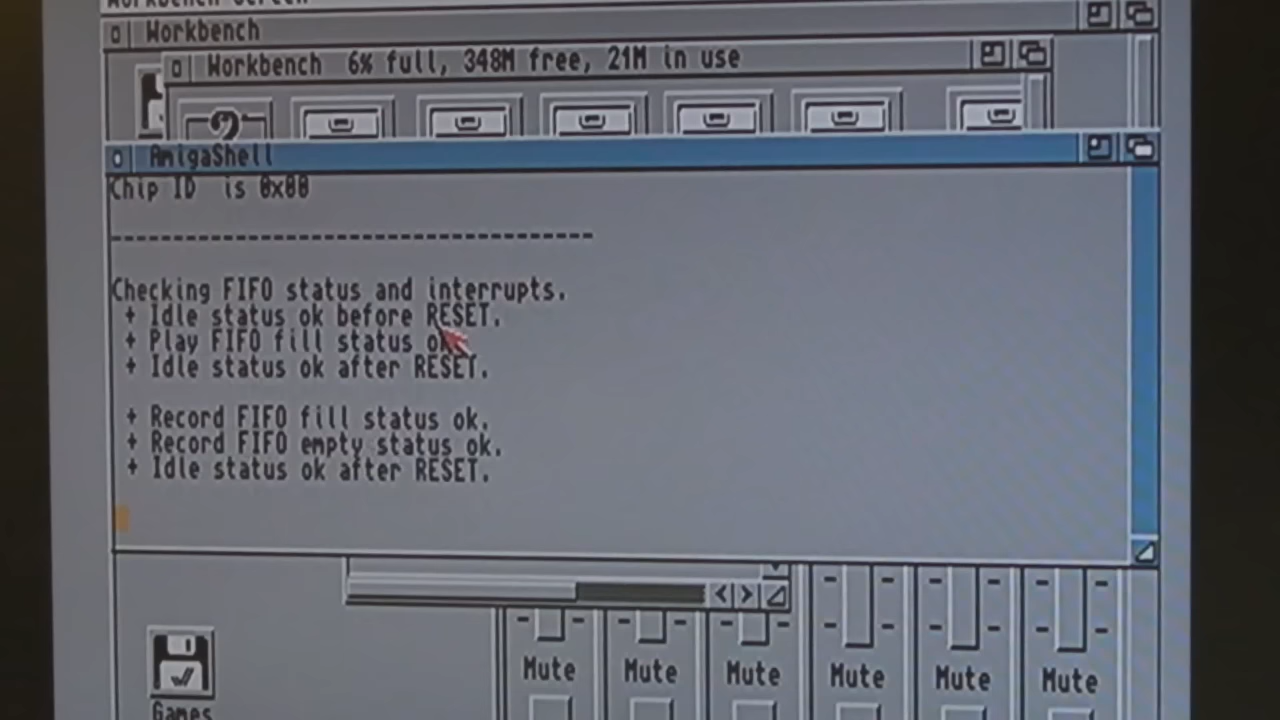 Workbench Screen
Workbench
Workbench 6% full, 348M free, 21M in use
AmigaShell
Chip ID is 0x00
--------------------------------------
Checking FIFO status and interrupts.
+ Idle status ok before RESET.
+ Play FIFO fill status ok.
+ Idle status ok after RESET.
+ Record FIFO fill status ok.
+ Record FIFO empty status ok.
+ Idle status ok after RESET.
Mute Mute Mute Mute Mute Mute
Games